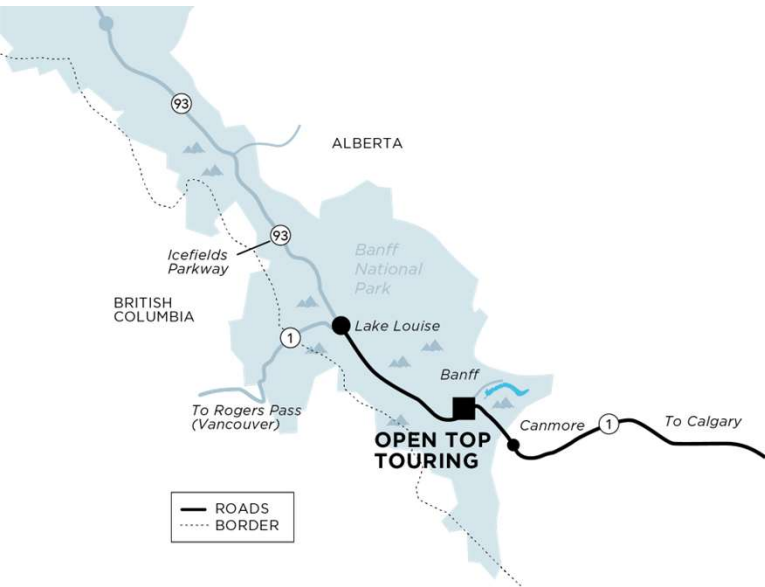 93
ALBERTA
93
Icefields
Parkway
Banff
National
Park
BRITISH
COLUMBIA
Lake Louise
1
Banff
To Rogers Pass
(Vancouver)
OPEN TOP
TOURING
Canmore
1
To Calgary
ROADS
BORDER